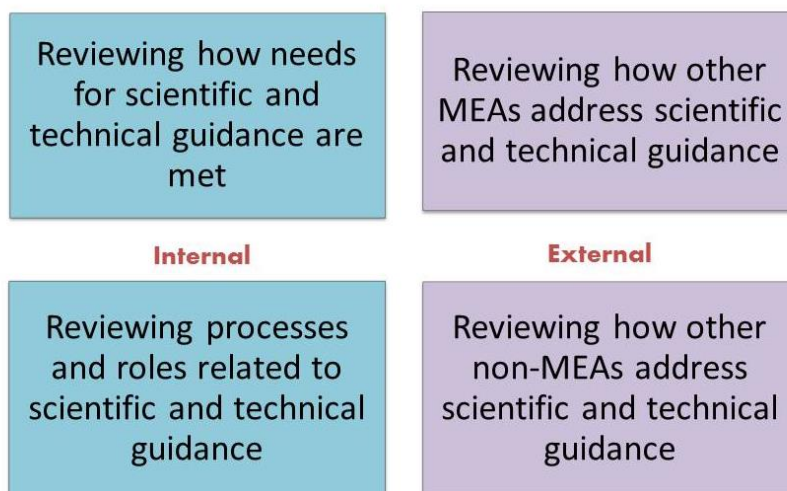 Reviewing how needs
for scientific and
technical guidance are
met
Reviewing how other
MEAs address scientific
and technical guidance
Internal
External
Reviewing processes
and roles related to
scientific and technical
guidance
Reviewing how other
non-MEAs address
scientific and technical
guidance